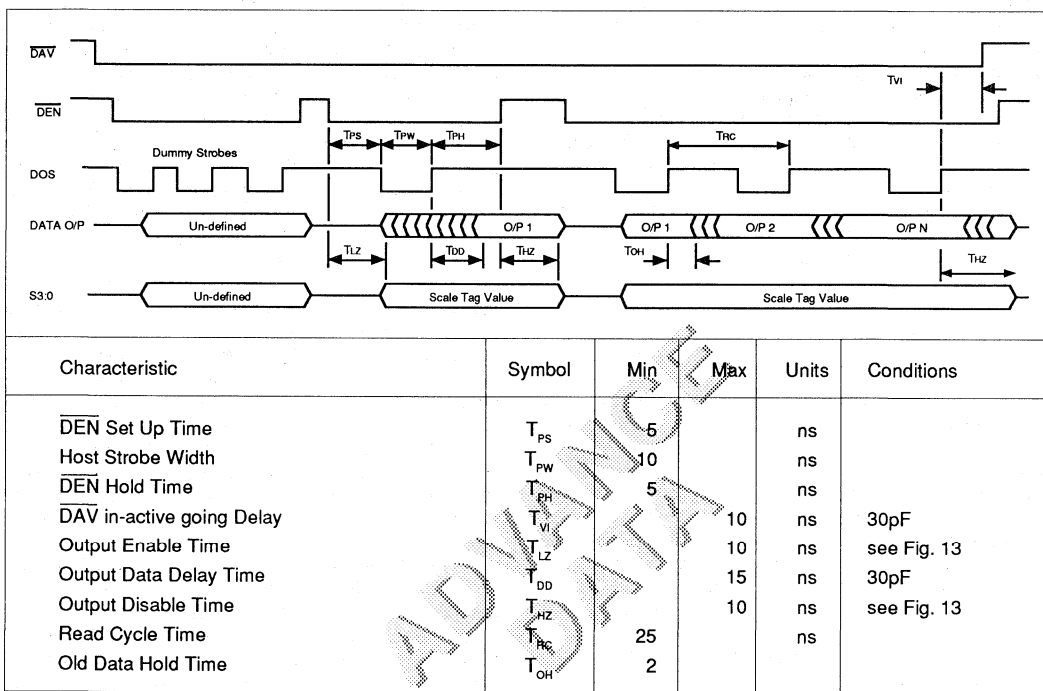 DAV
TVI
DEN
TPS TPW TPH TRC
Dummy Strobes
DOS
DATA O/P Un-defined O/P 1 O/P 1 O/P 2 O/P N
TLZ TDD THZ TOH THZ
S3:0 Un-defined Scale Tag Value Scale Tag Value
Characteristic Symbol Min Max Units Conditions
DEN Set Up Time TPS 5 ns
Host Strobe Width TPW 10 ns
DEN Hold Time TPH 5 ns
DAV in-active going Delay TVI 10 ns 30pF
Output Enable Time TLZ 10 ns see Fig. 13
Output Data Delay Time TDD 15 ns 30pF
Output Disable Time THZ 10 ns see Fig. 13
Read Cycle Time TRC 25 ns
Old Data Hold Time TOH 2
ADVANCE
DATA